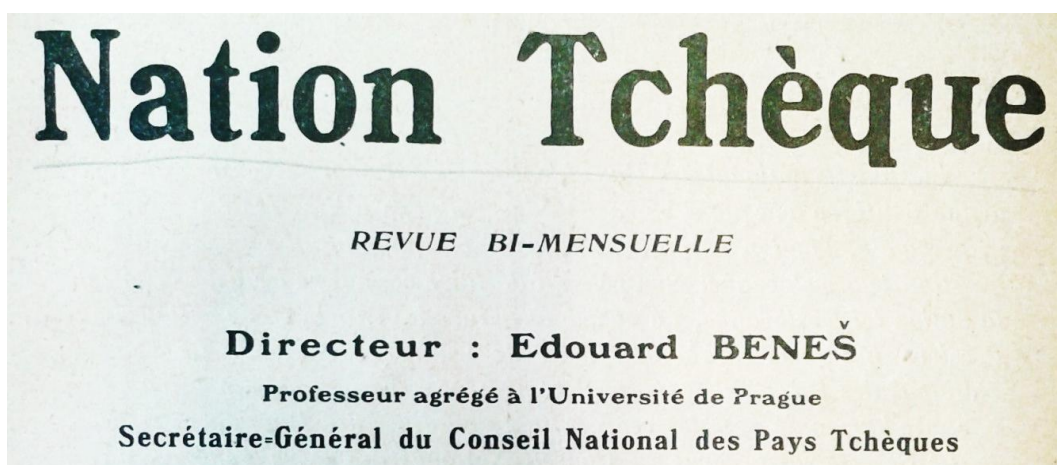 Nation Tchèque
REVUE BI-MENSUELLE
Directeur : Edouard BENEŠ
Professeur agrégé à l'Université de Prague
Secrétaire-Général du Conseil National des Pays Tchèques